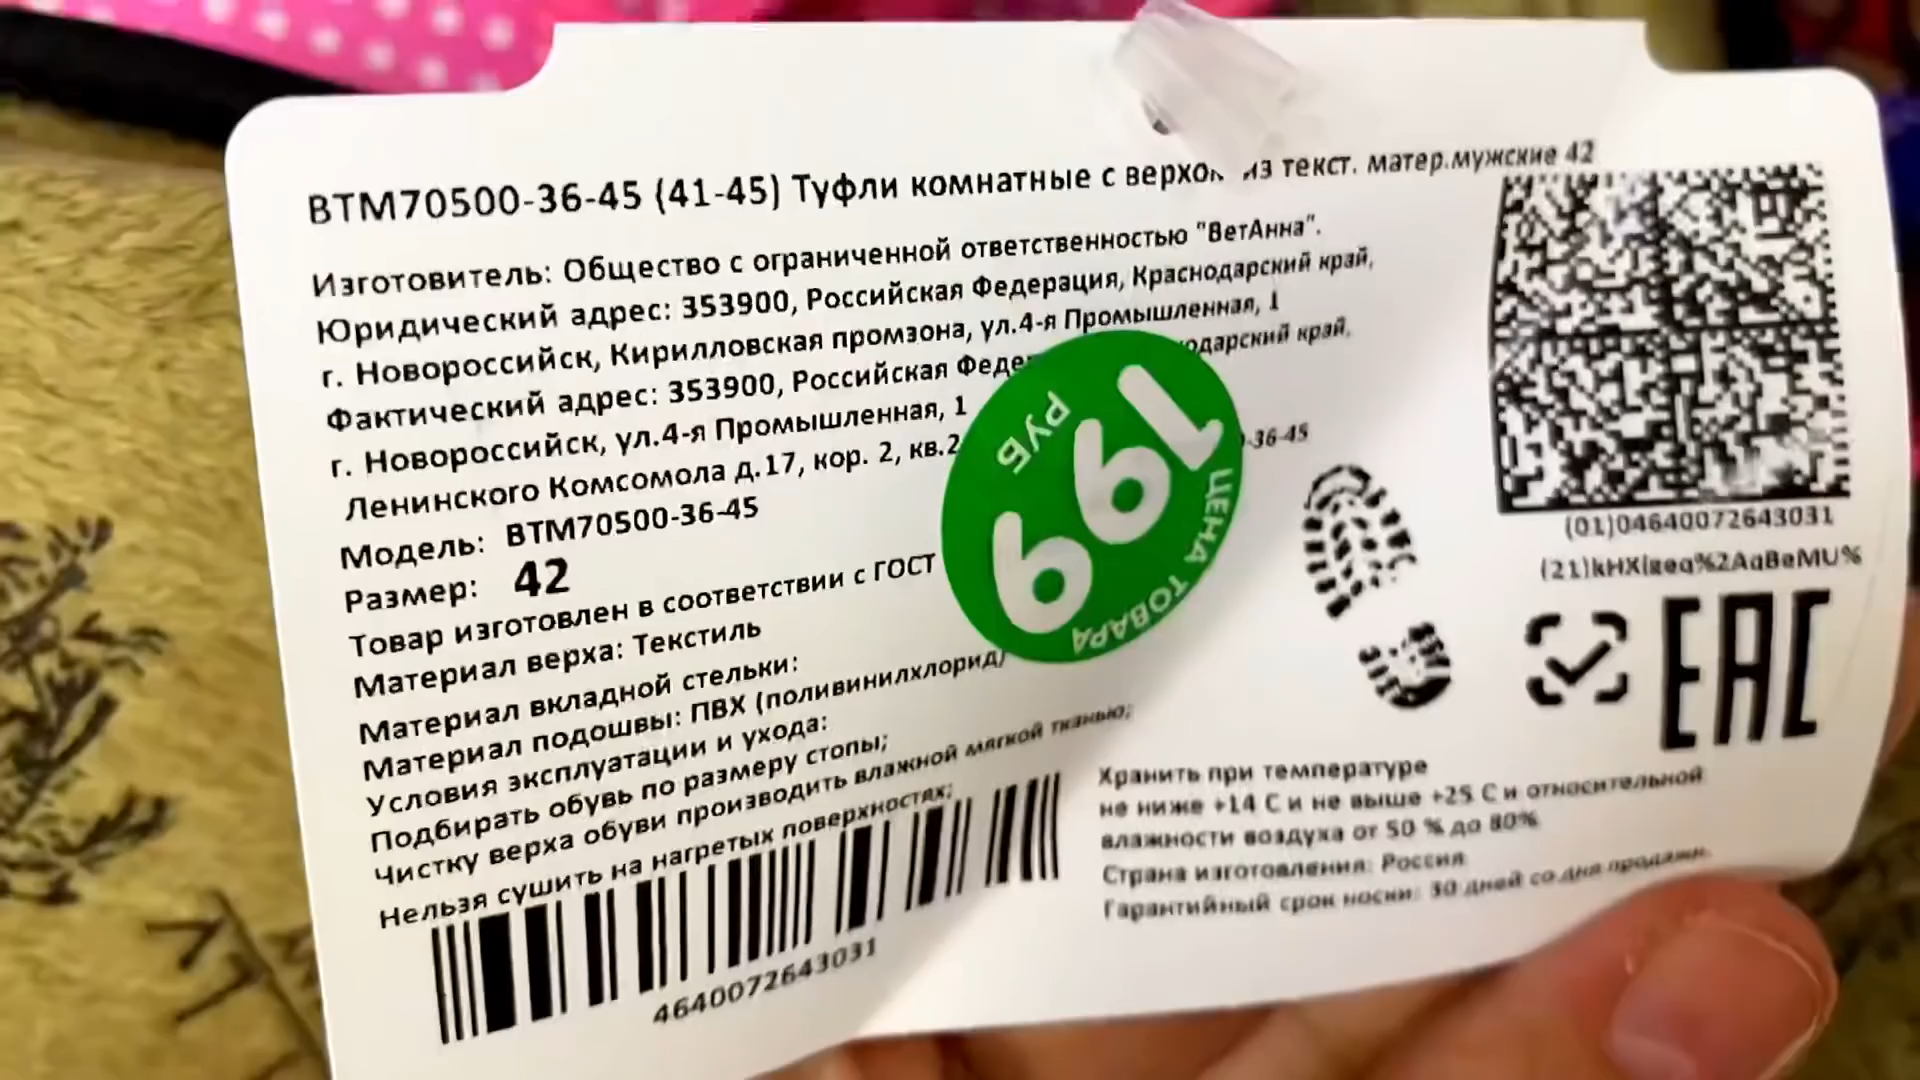 ВТМ70500-36-45 (41-45) Туфли комнатные с верхом из текст. матер.мужские 42
Изготовитель: Общество с ограниченной ответственностью "ВетАнна".
Юридический адрес: 353900, Российская Федерация, Краснодарский край,
г. Новороссийск, Кирилловская промзона, ул.4-я Промышленная, 1
Фактический адрес: 353900, Российская Феде одарский край,
г. Новороссийск, ул.4-я Промышленная, 1
Ленинского Комсомола д.17, кор. 2, кв.2 -36-45
Модель: ВТМ70500-36-45
Размер: 42
Товар изготовлен в соответствии с ГОСТ
Материал верха: Текстиль
Материал вкладной стельки:
Материал подошвы: ПВХ (поливинилхлорид)
Условия эксплуатации и ухода:
Подбирать обувь по размеру стопы;
Чистку верха обуви производить влажной мягкой тканью;
Нельзя сушить на нагретых поверхностях;
4640072643031
199
РУБ
ЦЕНА ТОВАРА
(01)04640072643031
EAC
Хранить при температуре
не ниже +14 С и не выше +25 С и относительной
влажности воздуха от 50 % до 80%
Страна изготовления: Россия
Гарантийный срок носки: 30 дней со дня продажи.